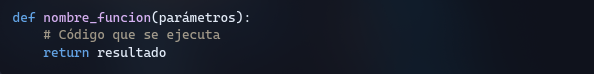 def nombre_funcion(parámetros):
    # Código que se ejecuta
    return resultado